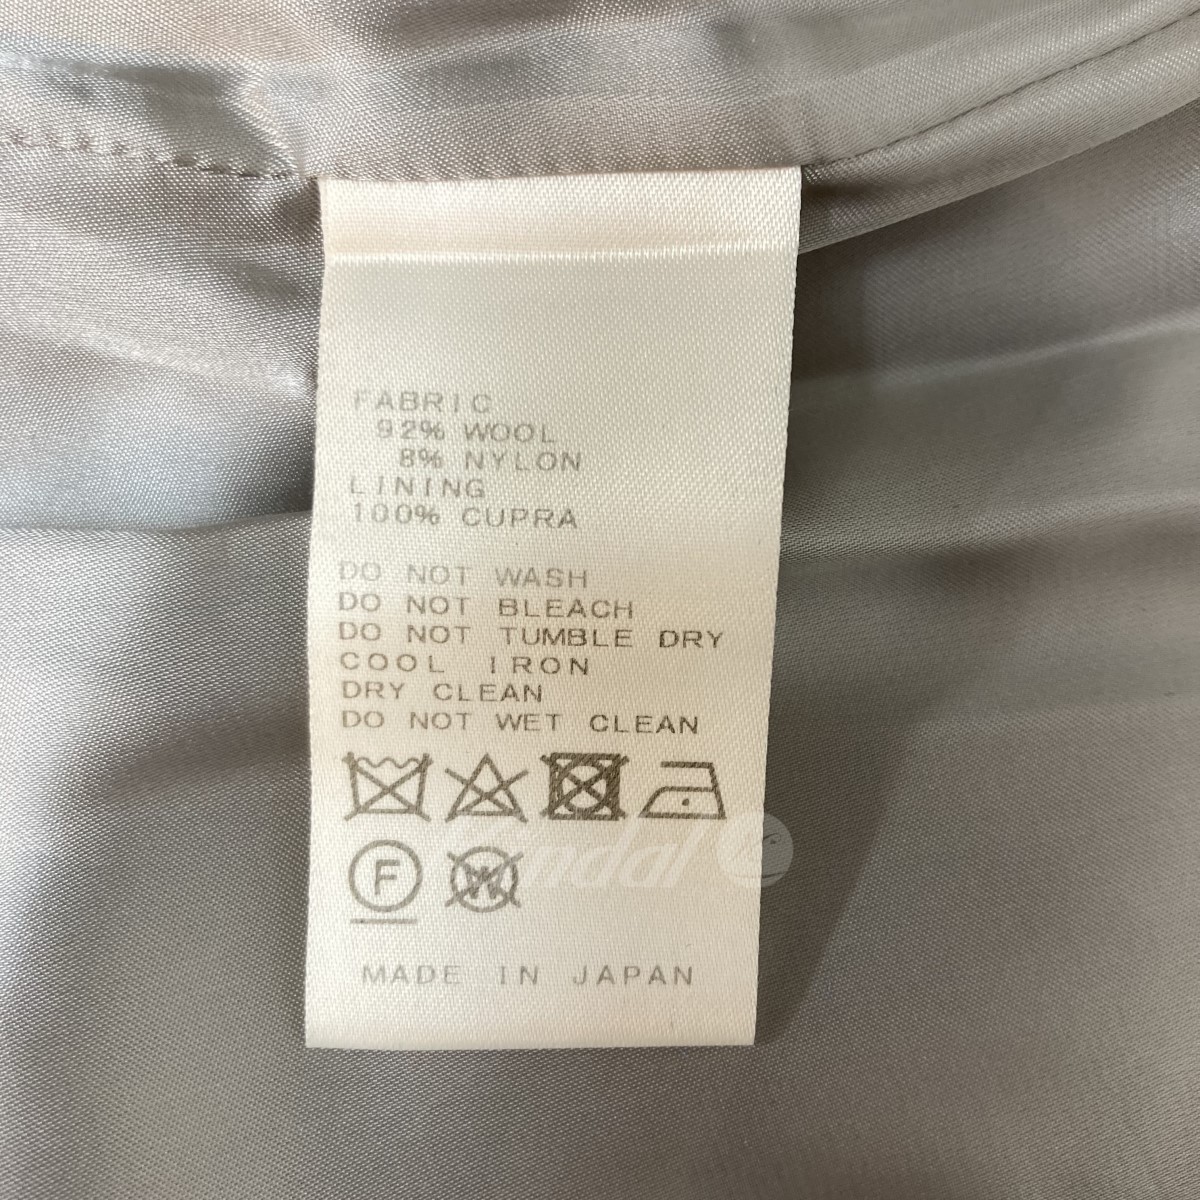 FABRIC
92% WOOL
8% NYLON
LINING
100% CUPRA
DO NOT WASH
DO NOT BLEACH
DO NOT TUMBLE DRY
COOL IRON
DRY CLEAN
DO NOT WET CLEAN
F W
MADE IN JAPAN